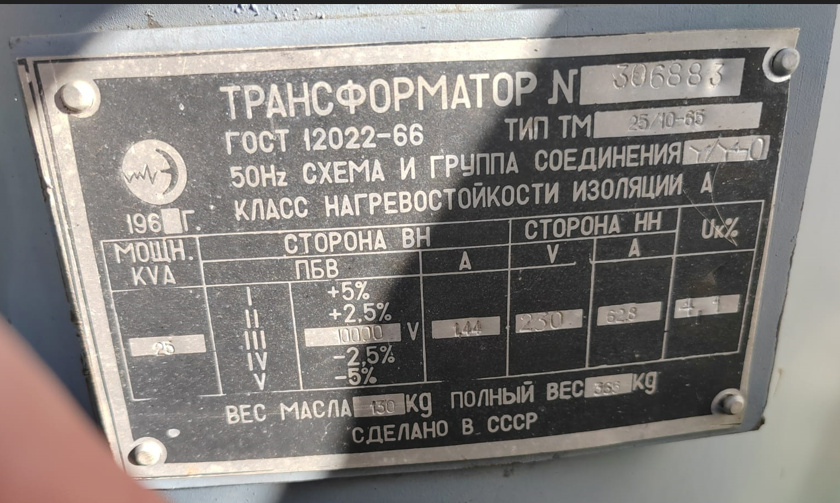 ТРАНСФОРМАТОР N 306883
ГОСТ 12022-66 ТИП ТМ 25/10-65
50Hz СХЕМА И ГРУППА СОЕДИНЕНИЯ Y/Y-0
КЛАСС НАГРЕВОСТОЙКОСТИ ИЗОЛЯЦИИ А
196 Г.
МОЩН. KVA СТОРОНА ВН СТОРОНА НН Uк%
ПБВ А V А
I +5%
II +2,5%
25 III 10000 V 1,44 230 62,8
IV -2,5%
V -5%
ВЕС МАСЛА 130 Kg ПОЛНЫЙ ВЕС Kg
СДЕЛАНО В СССР